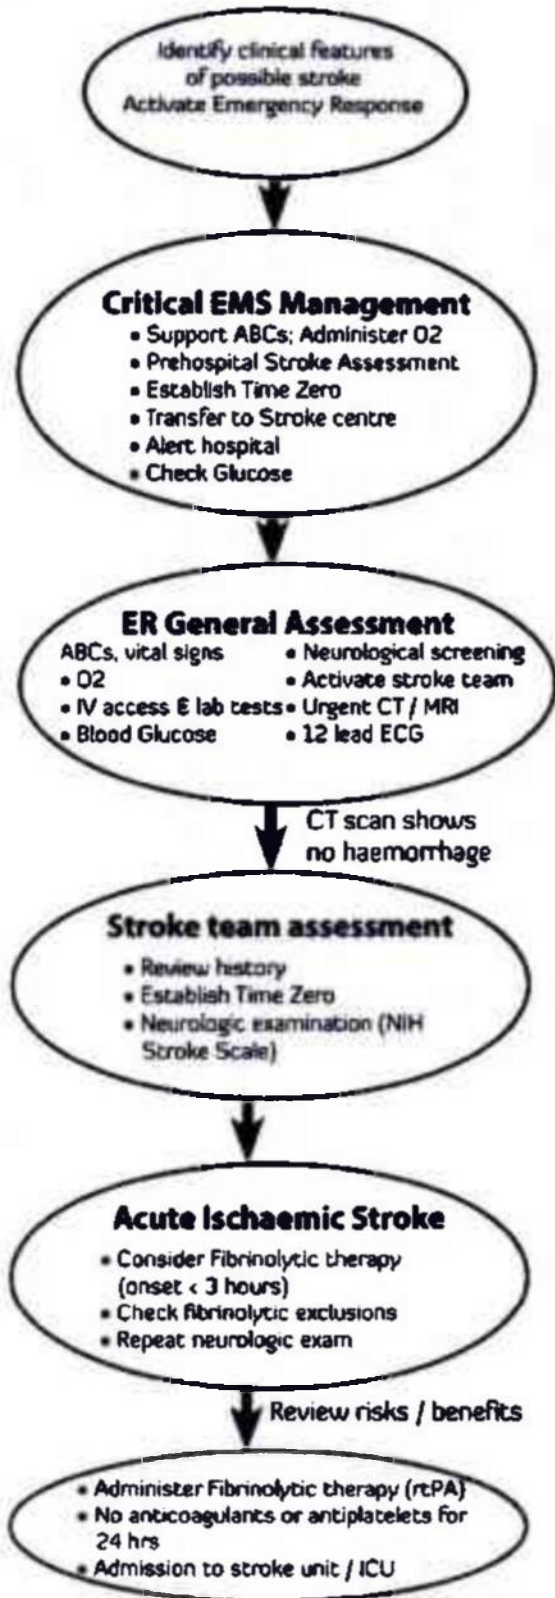 Identify clinical features
of possible stroke
Activate Emergency Response
Critical EMS Management
• Support ABCs; Administer O2
• Prehospital Stroke Assessment
• Establish Time Zero
• Transfer to Stroke centre
• Alert hospital
• Check Glucose
ER General Assessment
ABCs, vital signs
• O2
• IV access & lab tests
• Blood Glucose
• Neurological screening
• Activate stroke team
• Urgent CT / MRI
• 12 lead ECG
CT scan shows
no haemorrhage
Stroke team assessment
• Review history
• Establish Time Zero
• Neurologic examination (NIH
Stroke Scale)
Acute Ischaemic Stroke
• Consider Fibrinolytic therapy
(onset < 3 hours)
• Check fibrinolytic exclusions
• Repeat neurologic exam
Review risks / benefits
• Administer Fibrinolytic therapy (rtPA)
• No anticoagulants or antiplatelets for
24 hrs
• Admission to stroke unit / ICU